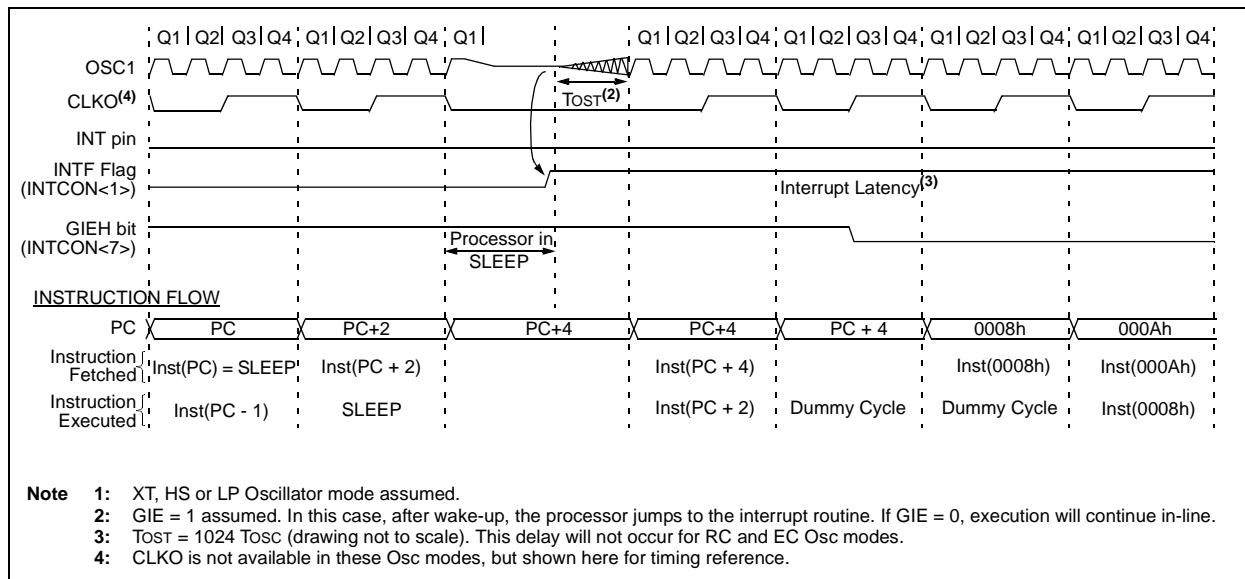 Q1 Q2 Q3 Q4 Q1 Q2 Q3 Q4 Q1 Q1 Q2 Q3 Q4 Q1 Q2 Q3 Q4 Q1 Q2 Q3 Q4 Q1 Q2 Q3 Q4
OSC1
CLKO(4)
TOST(2)
INT pin
INTF Flag
(INTCON<1>)
Interrupt Latency(3)
GIEH bit
(INTCON<7>)
Processor in
SLEEP
INSTRUCTION FLOW
PC PC PC+2 PC+4 PC+4 PC + 4 0008h 000Ah
Instruction
Fetched
Inst(PC) = SLEEP Inst(PC + 2) Inst(PC + 4) Inst(0008h) Inst(000Ah)
Instruction
Executed
Inst(PC - 1) SLEEP Inst(PC + 2) Dummy Cycle Dummy Cycle Inst(0008h)
Note 1: XT, HS or LP Oscillator mode assumed.
2: GIE = 1 assumed. In this case, after wake-up, the processor jumps to the interrupt routine. If GIE = 0, execution will continue in-line.
3: TOST = 1024 TOSC (drawing not to scale). This delay will not occur for RC and EC Osc modes.
4: CLKO is not available in these Osc modes, but shown here for timing reference.